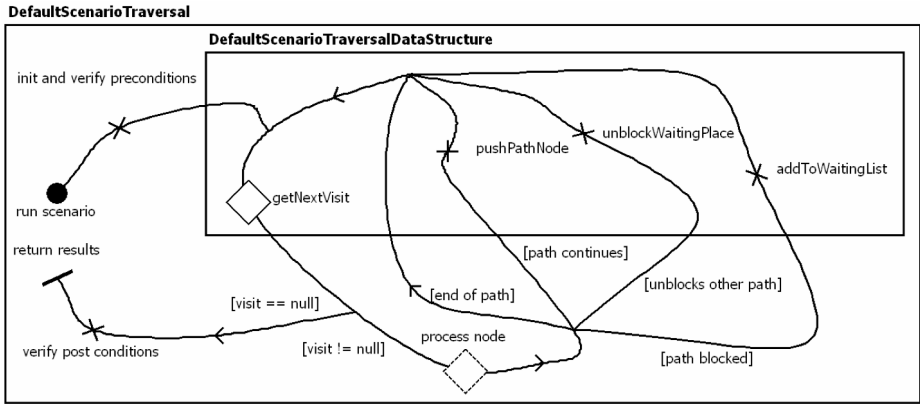 DefaultScenarioTraversal
DefaultScenarioTraversalDataStructure
init and verify preconditions
unblockWaitingPlace
pushPathNode
addToWaitingList
getNextVisit
run scenario
return results
[path continues]
[unblocks other path]
[end of path]
[visit == null]
process node
verify post conditions
[visit != null]
[path blocked]